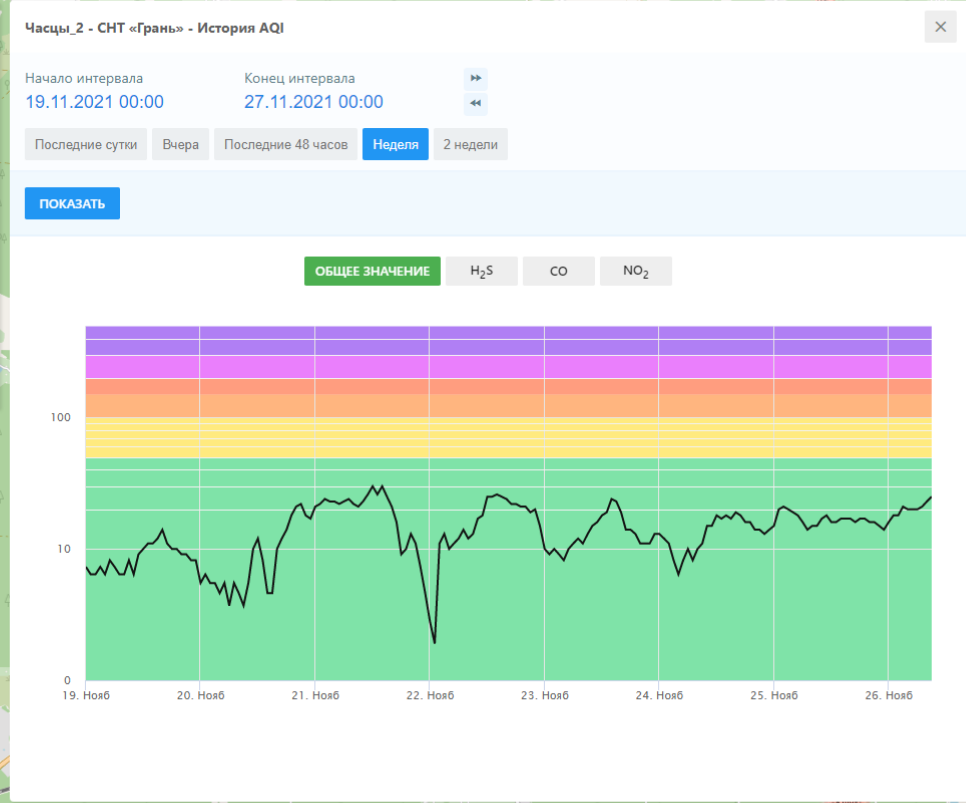 Часцы_2 - СНТ «Грань» - История AQI
Начало интервала
Конец интервала
19.11.2021 00:00
27.11.2021 00:00
Последние сутки
Вчера
Последние 48 часов
Неделя
2 недели
ПОКАЗАТЬ
ОБЩЕЕ ЗНАЧЕНИЕ
H₂S
CO
NO₂
100
10
0
19. Нояб
20. Нояб
21. Нояб
22. Нояб
23. Нояб
24. Нояб
25. Нояб
26. Нояб